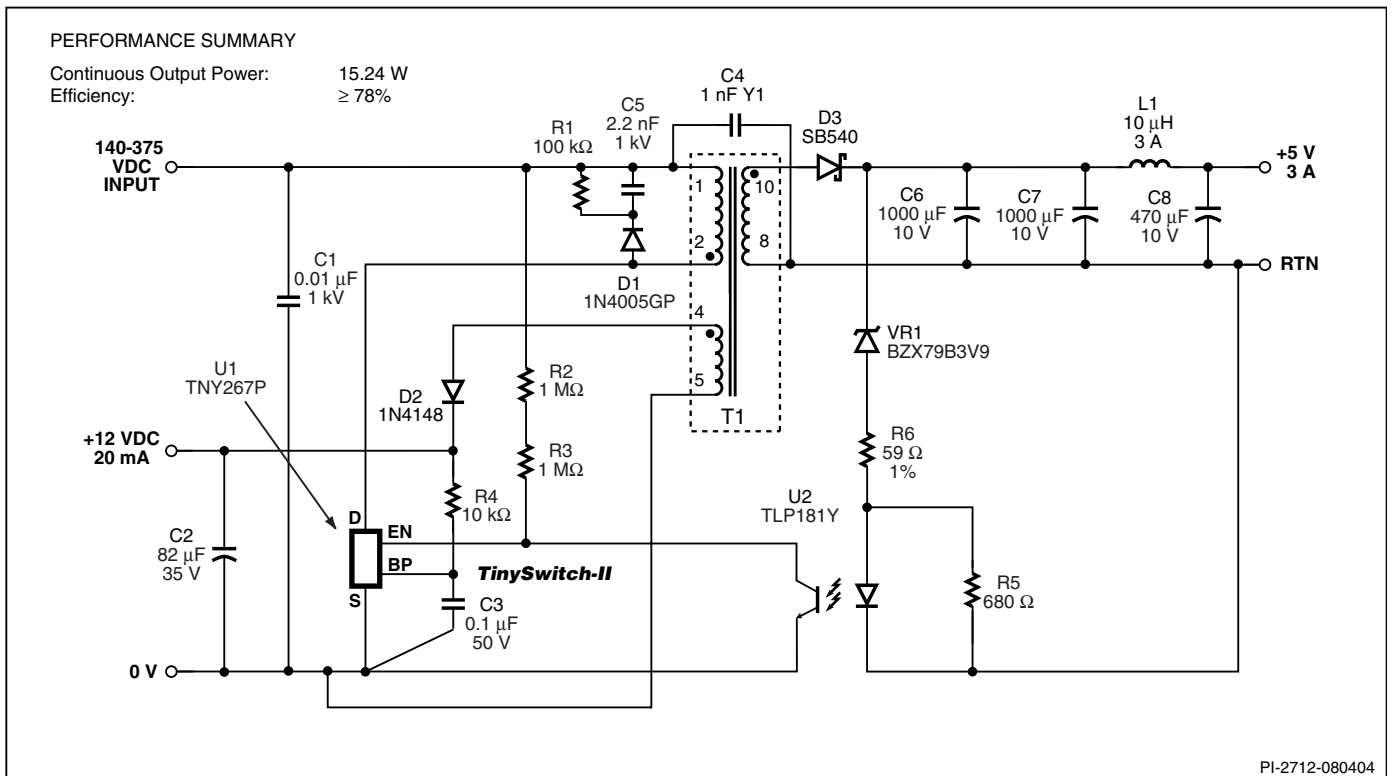 PERFORMANCE SUMMARY
Continuous Output Power: 15.24 W
Efficiency: ≥ 78%
C4
1 nF Y1
C5
2.2 nF
1 kV
R1
100 kΩ
D3
SB540
L1
10 μH
3 A
140-375
VDC
INPUT
+5 V
3 A
1
10
2
8
C6
1000 μF
10 V
C7
1000 μF
10 V
C8
470 μF
10 V
RTN
C1
0.01 μF
1 kV
D1
1N4005GP
4
5
T1
VR1
BZX79B3V9
U1
TNY267P
D2
1N4148
R2
1 MΩ
R3
1 MΩ
R6
59 Ω
1%
+12 VDC
20 mA
R4
10 kΩ
U2
TLP181Y
C2
82 μF
35 V
D
EN
BP
S
TinySwitch-II
C3
0.1 μF
50 V
R5
680 Ω
0 V
PI-2712-080404